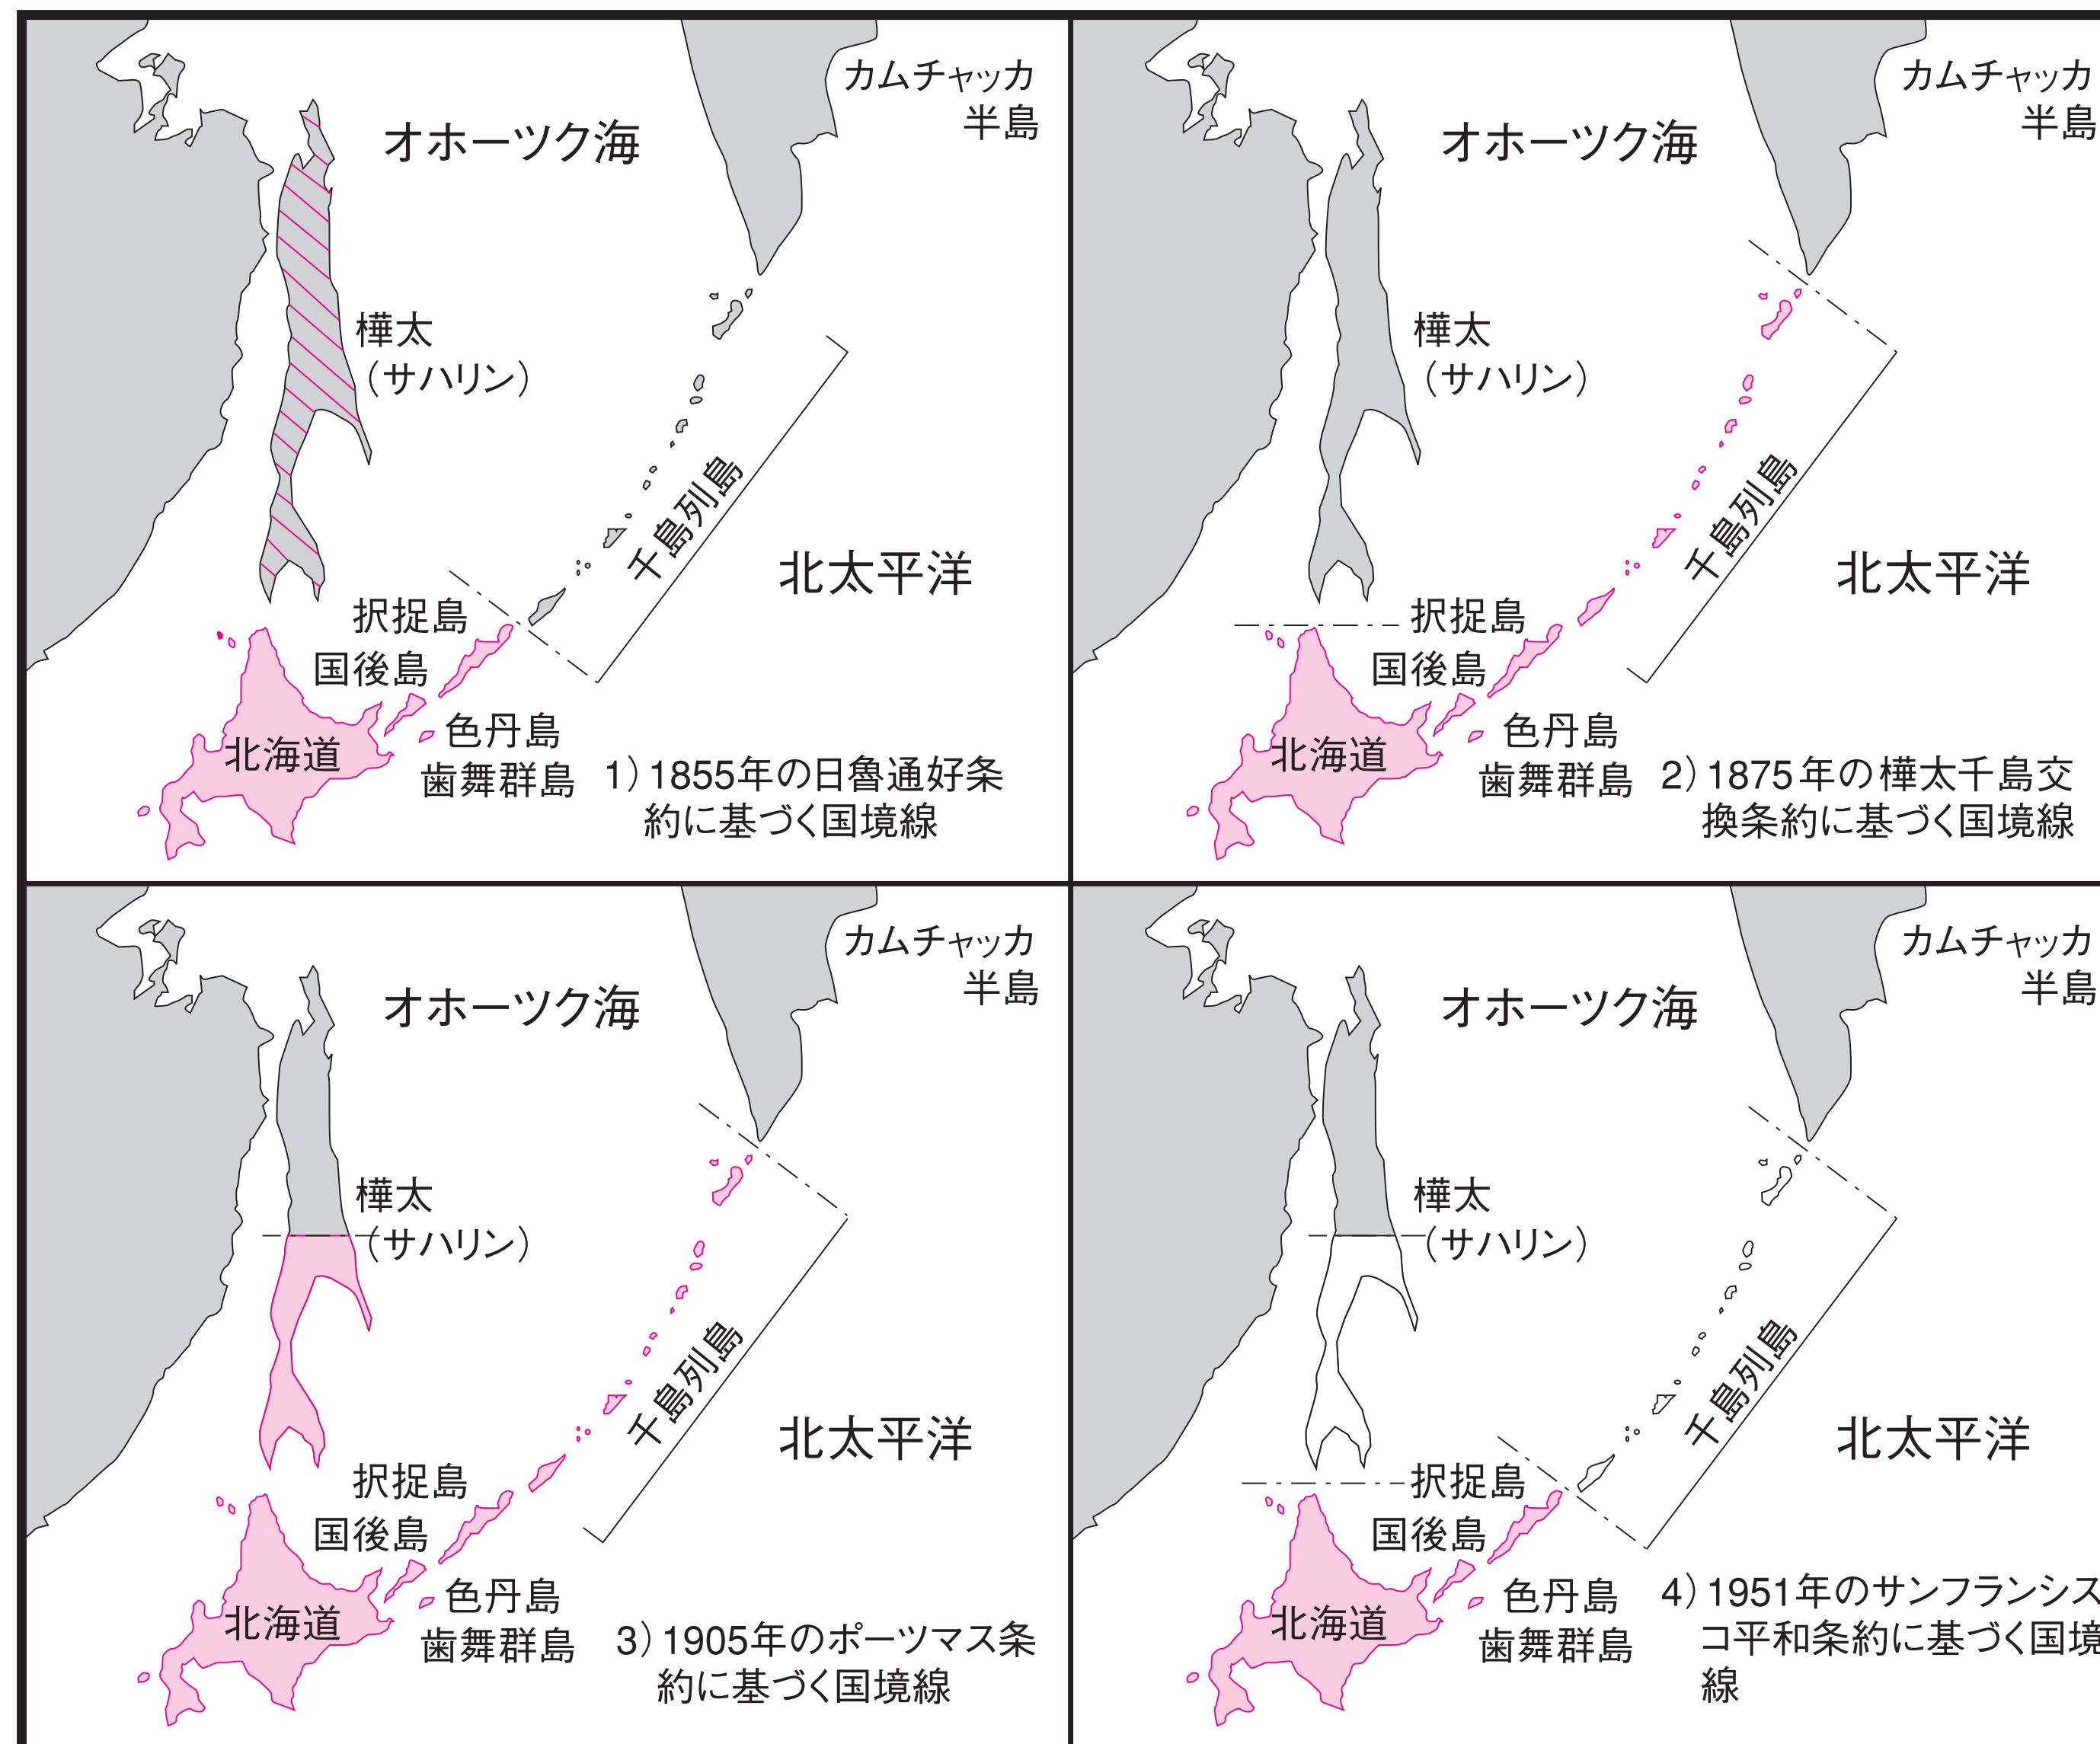 カムチャッカ
半島
オホーツク海
樺太
（サハリン）
千島列島
北太平洋
択捉島
国後島
色丹島
北海道
歯舞群島
1）1855年の日魯通好条
約に基づく国境線
カムチャッカ
半島
オホーツク海
樺太
（サハリン）
千島列島
北太平洋
択捉島
国後島
色丹島
北海道
歯舞群島
2）1875年の樺太千島交
換条約に基づく国境線
カムチャッカ
半島
オホーツク海
樺太
（サハリン）
千島列島
北太平洋
択捉島
国後島
色丹島
北海道
歯舞群島
3）1905年のポーツマス条
約に基づく国境線
カムチャッカ
半島
オホーツク海
樺太
（サハリン）
千島列島
北太平洋
択捉島
国後島
色丹島
北海道
歯舞群島
4）1951年のサンフランシス
コ平和条約に基づく国境
線